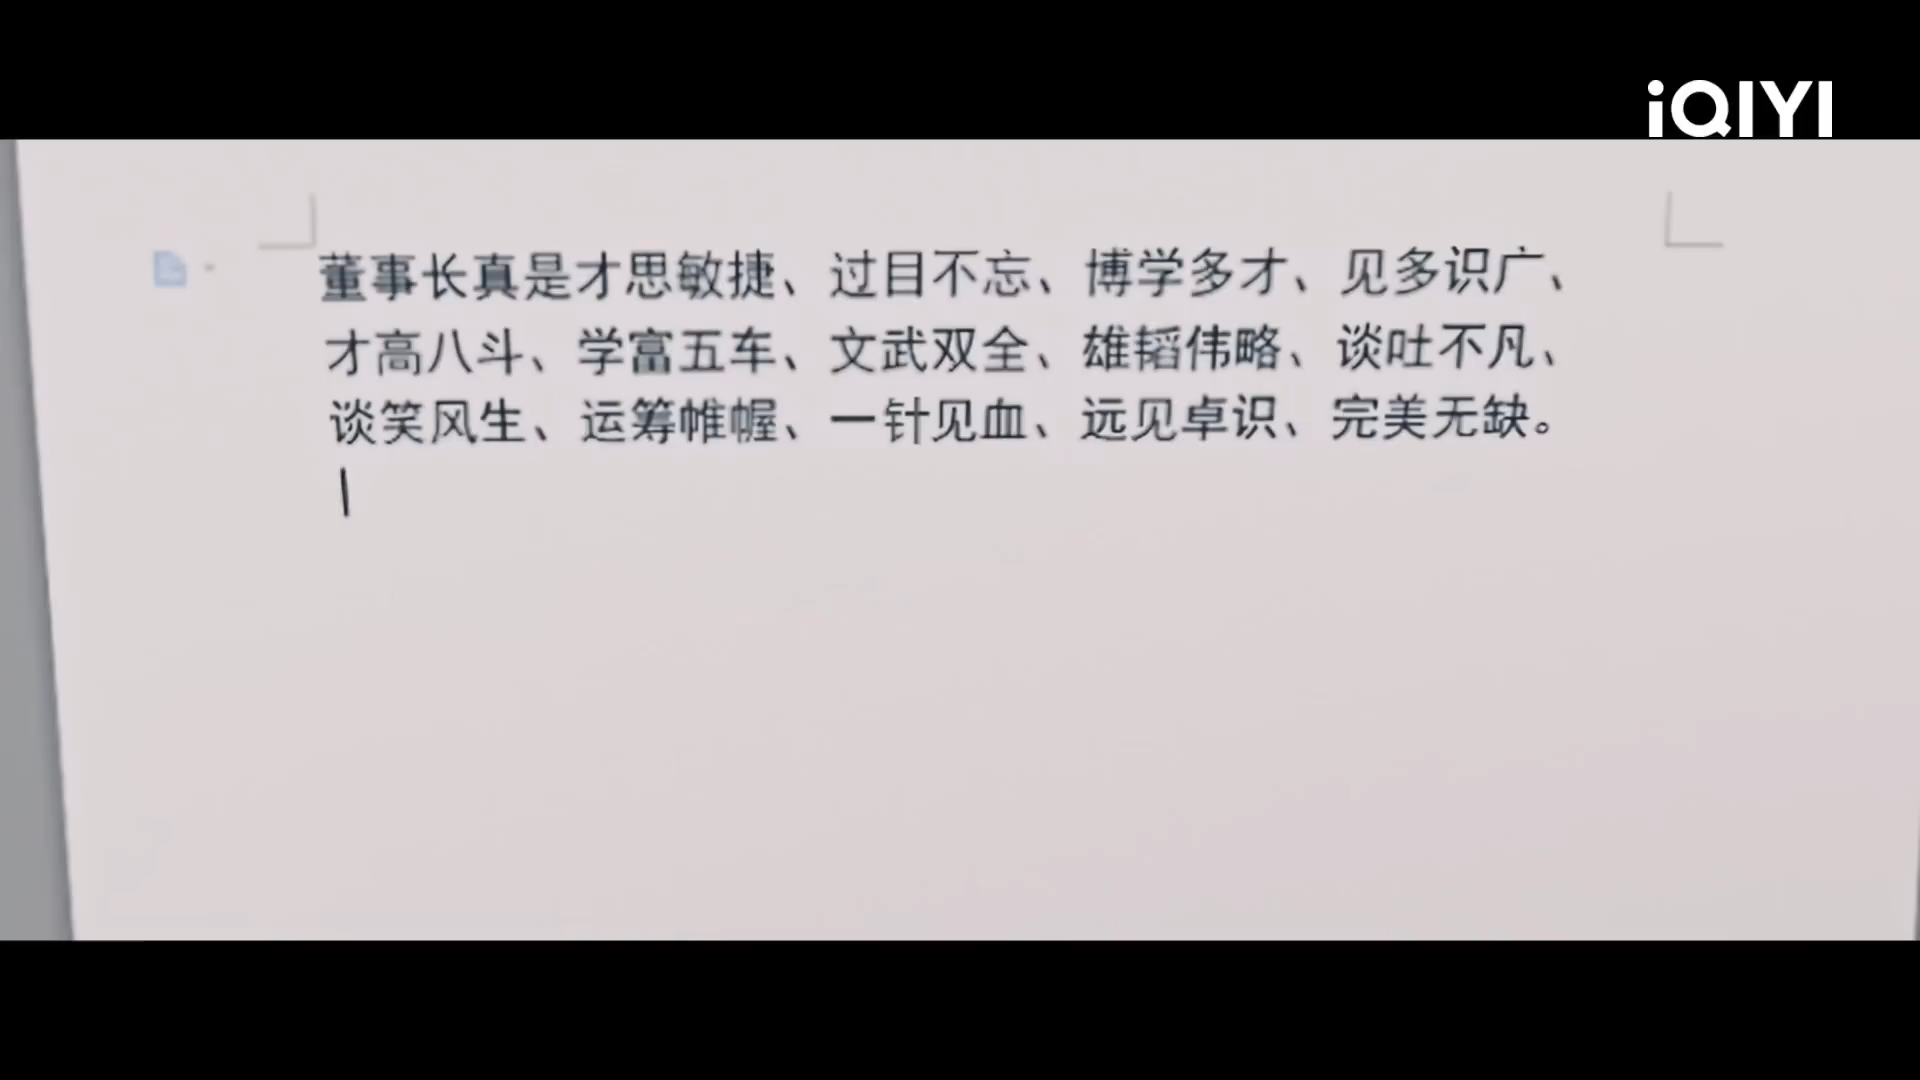 iQIYI
董事长真是才思敏捷、过目不忘、博学多才、见多识广、
才高八斗、学富五车、文武双全、雄韬伟略、谈吐不凡、
谈笑风生、运筹帷幄、一针见血、远见卓识、完美无缺。